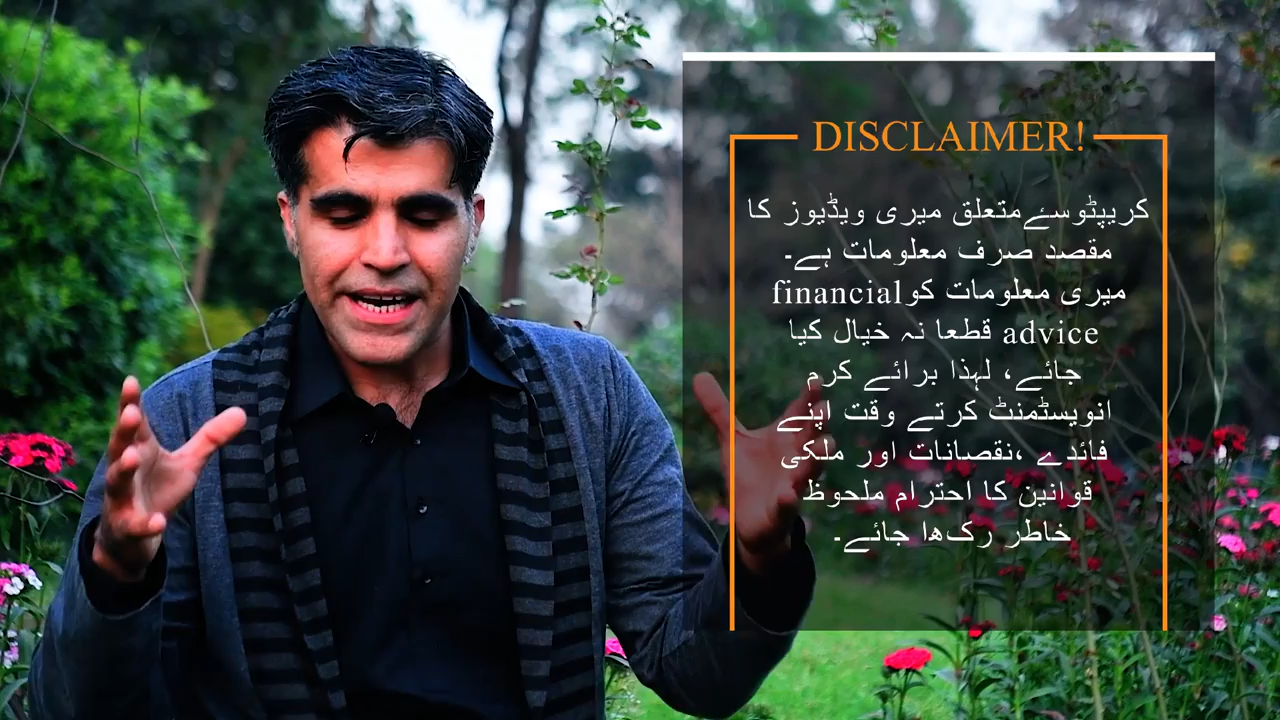 DISCLAIMER!
کریپٹوسےمتعلق میری ویڈیوز کا
مقصد صرف معلومات ہے۔
میری معلومات کوfinancial
advice قطعا نہ خیال کیا
جائے، لہذا برائے کرم
انویسٹمنٹ کرتے وقت اپنے
فائدے ،نقصانات اور ملکی
قوانین کا احترام ملحوظ
خاطر رکھا جائے۔